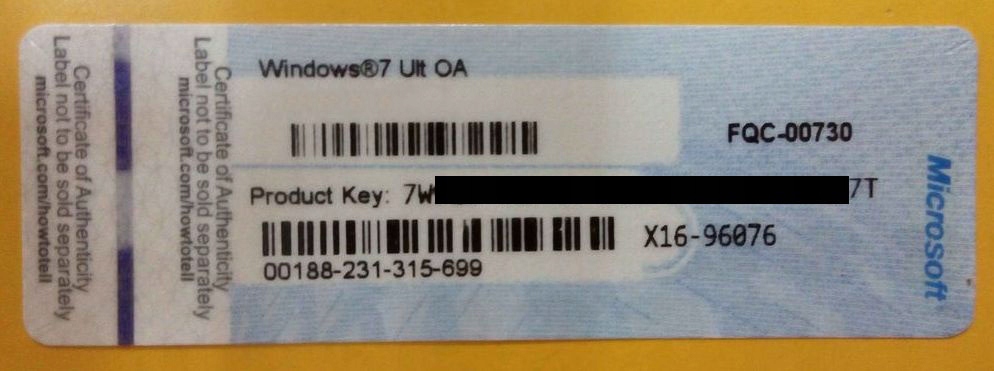 Certificate of Authenticity
Label not to be sold separately
microsoft.com/howtotell
Certificate of Authenticity
Label not to be sold separately
microsoft.com/howtotell
Windows®7 Ult OA
FQC-00730
Product Key: 7W 7T
X16-96076
00188-231-315-699
Microsoft